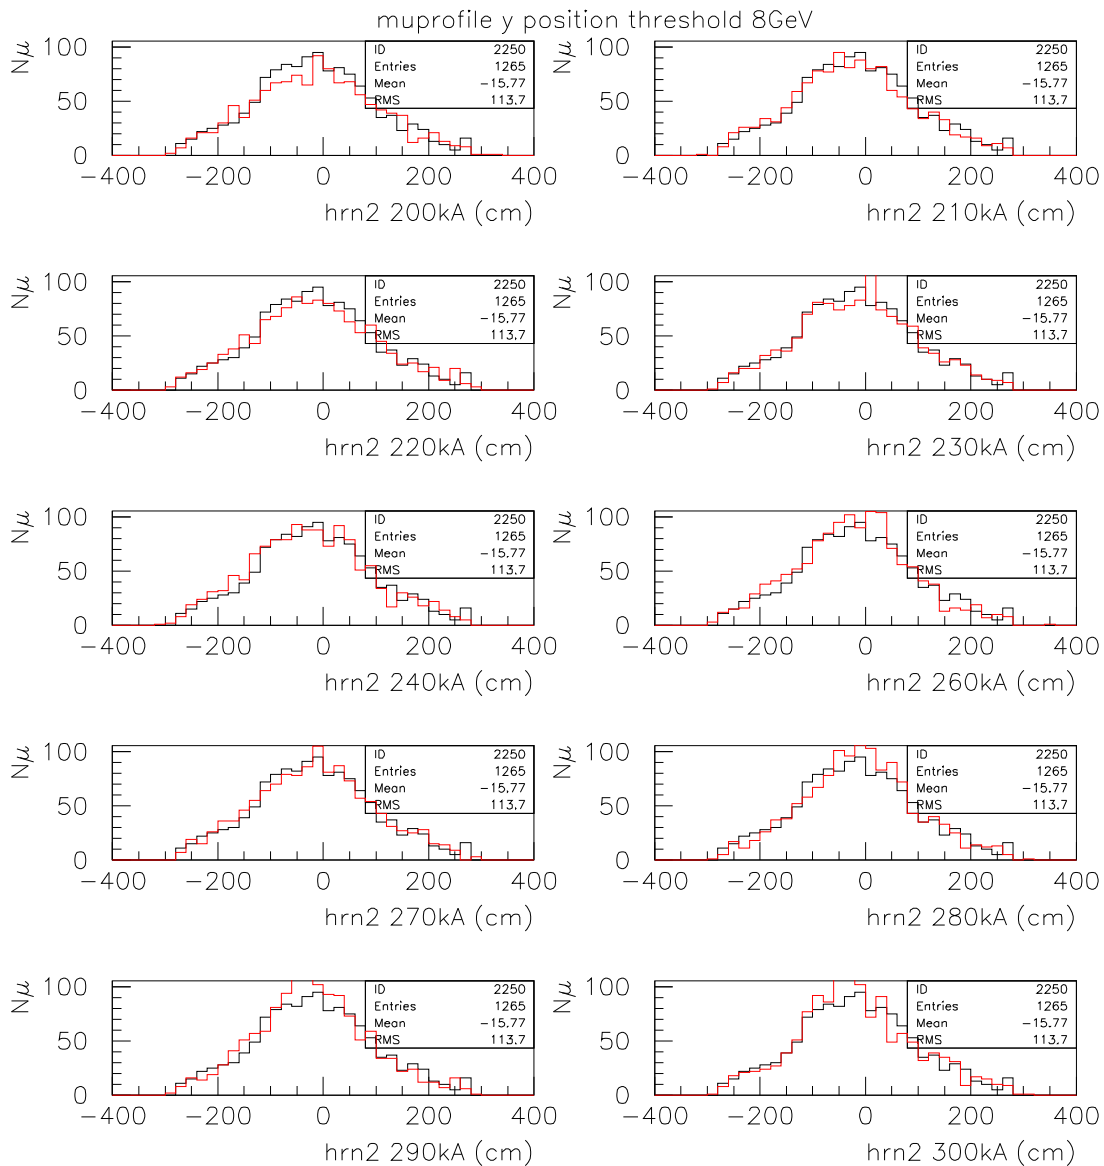 muprofile y position threshold 8GeV
Nμ 100 50 0
ID 2250
Entries 1265
Mean −15.77
RMS 113.7
−400 −200 0 200 400
hrn2 200kA (cm)
Nμ 100 50 0
ID 2250
Entries 1265
Mean −15.77
RMS 113.7
−400 −200 0 200 400
hrn2 210kA (cm)
Nμ 100 50 0
ID 2250
Entries 1265
Mean −15.77
RMS 113.7
−400 −200 0 200 400
hrn2 220kA (cm)
Nμ 100 50 0
ID 2250
Entries 1265
Mean −15.77
RMS 113.7
−400 −200 0 200 400
hrn2 230kA (cm)
Nμ 100 50 0
ID 2250
Entries 1265
Mean −15.77
RMS 113.7
−400 −200 0 200 400
hrn2 240kA (cm)
Nμ 100 50 0
ID 2250
Entries 1265
Mean −15.77
RMS 113.7
−400 −200 0 200 400
hrn2 260kA (cm)
Nμ 100 50 0
ID 2250
Entries 1265
Mean −15.77
RMS 113.7
−400 −200 0 200 400
hrn2 270kA (cm)
Nμ 100 50 0
ID 2250
Entries 1265
Mean −15.77
RMS 113.7
−400 −200 0 200 400
hrn2 280kA (cm)
Nμ 100 50 0
ID 2250
Entries 1265
Mean −15.77
RMS 113.7
−400 −200 0 200 400
hrn2 290kA (cm)
Nμ 100 50 0
ID 2250
Entries 1265
Mean −15.77
RMS 113.7
−400 −200 0 200 400
hrn2 300kA (cm)